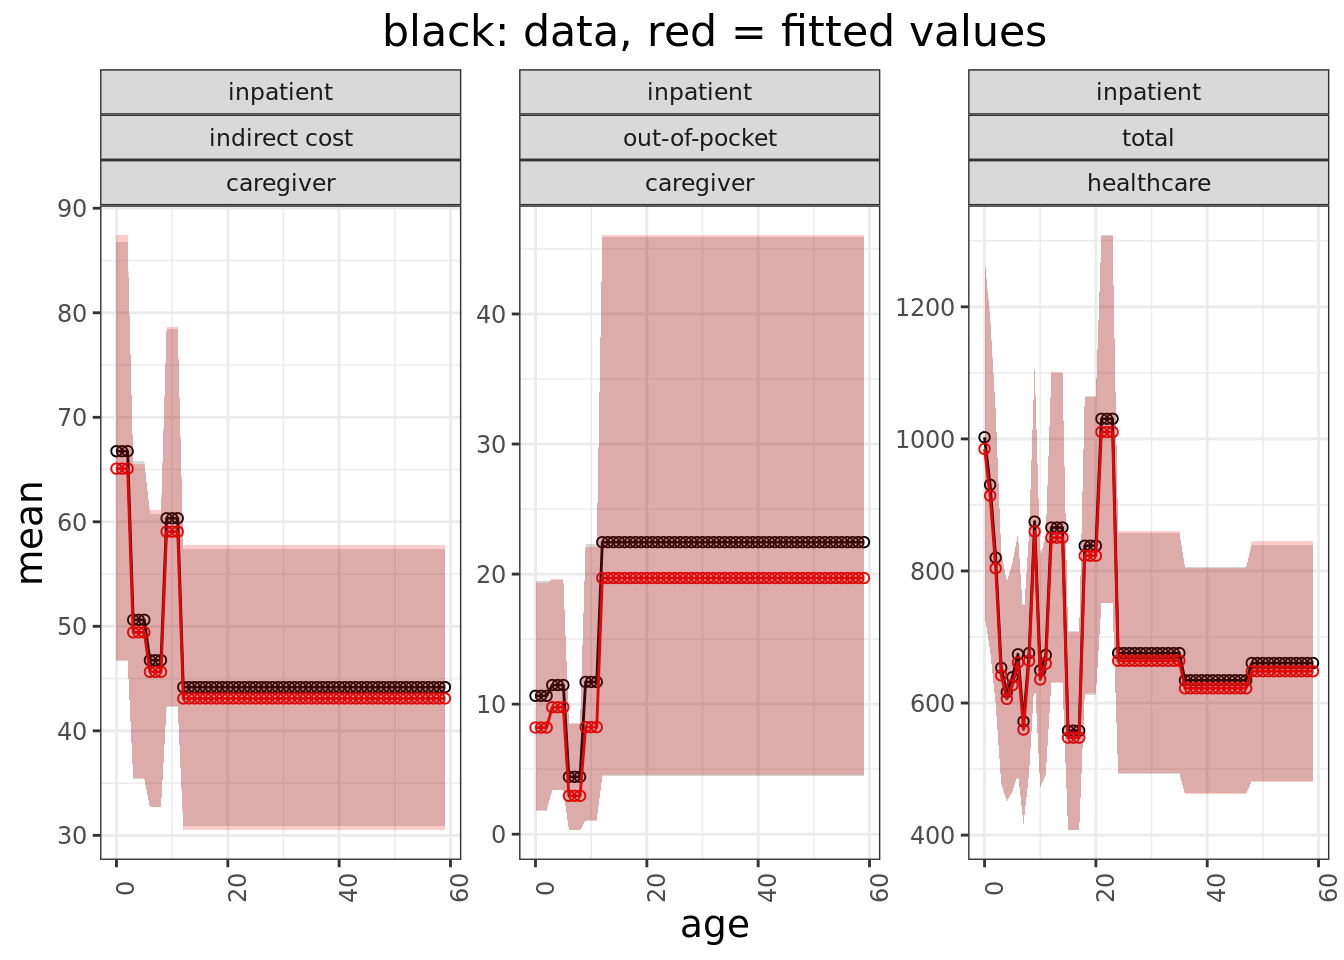 black: data, red = fitted values
inpatient
indirect cost
caregiver
inpatient
out-of-pocket
caregiver
inpatient
total
healthcare
mean
90
80
70
60
50
40
30
40
30
20
10
0
1200
1000
800
600
400
0
20
40
60
0
20
40
60
0
20
40
60
age